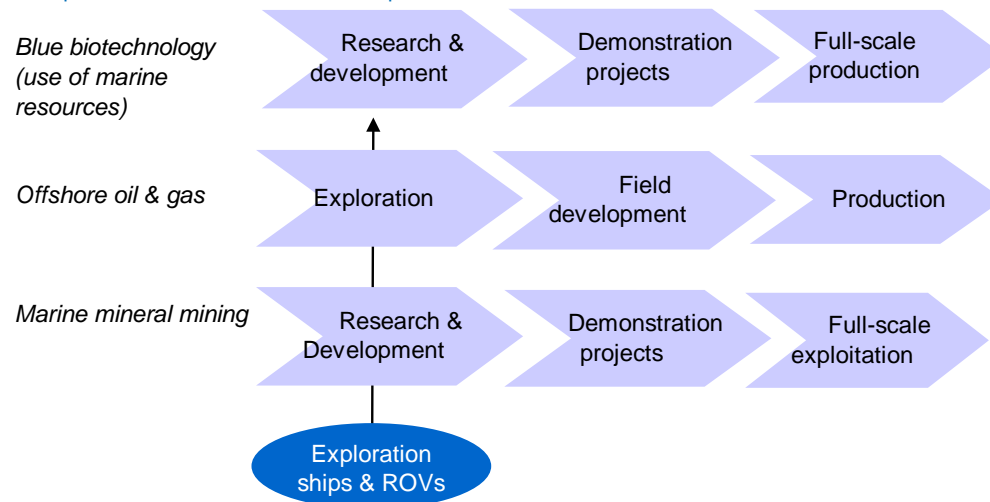 Blue biotechnology
(use of marine
resources)
Research &
development
Demonstration
projects
Full-scale
production
Offshore oil & gas
Exploration
Field
development
Production
Marine mineral mining
Research &
Development
Demonstration
projects
Full-scale
exploitation
Exploration
ships & ROVs